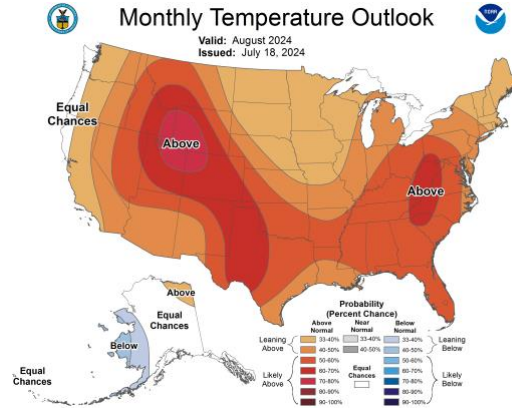 Monthly Temperature Outlook
Valid: August 2024
Issued: July 18, 2024
Equal
Chances
Above
Above
Above
Equal
Chances
Below
Equal
Chances
Probability
(Percent Chance)
Above
Normal
Near
Normal
Below
Normal
Leaning
Above
33-40%
40-50%
33-40%
40-50%
33-40%
40-50%
Leaning
Below
Likely
Above
50-60%
60-70%
70-80%
80-90%
90-100%
Equal
Chances
50-60%
60-70%
70-80%
80-90%
90-100%
Likely
Below